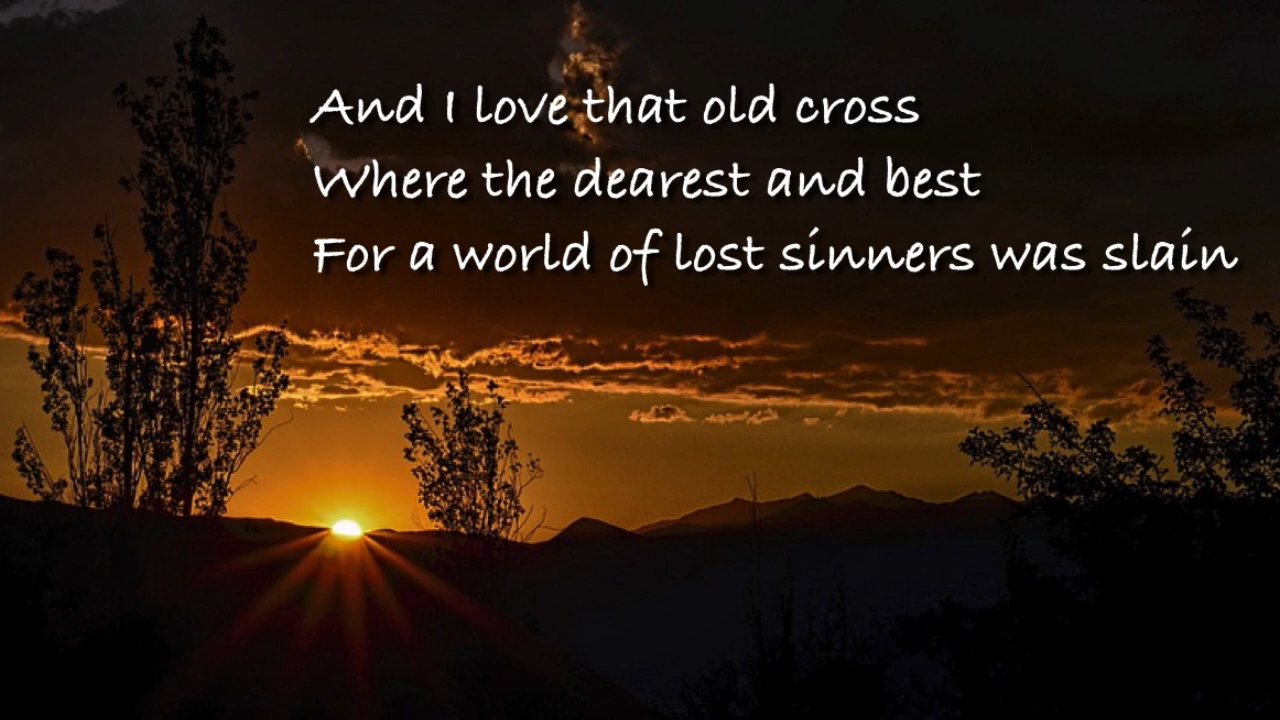 And I love that old cross
Where the dearest and best
For a world of lost sinners was slain